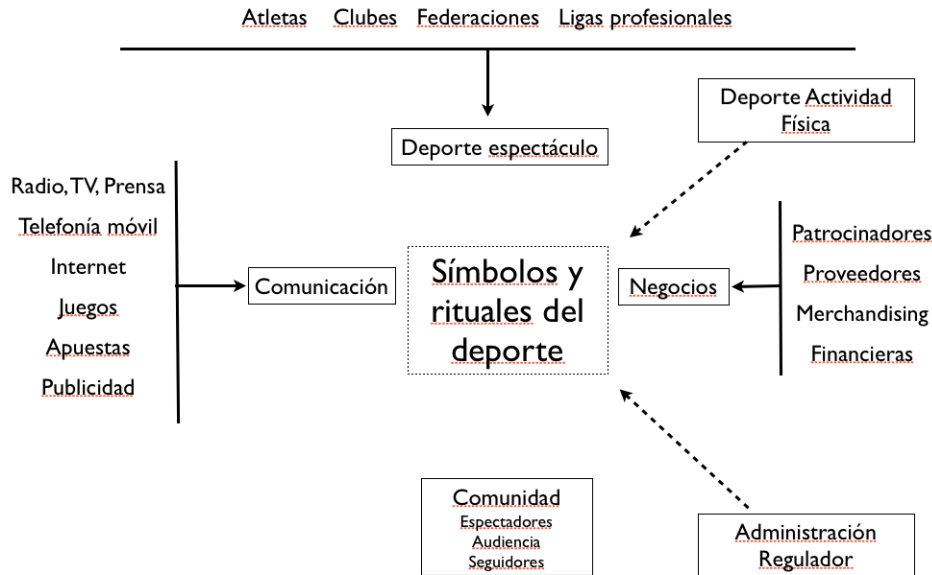 Atletas Clubes Federaciones Ligas profesionales
Deporte Actividad
Física
Deporte espectáculo
Radio, TV, Prensa
Telefonía móvil
Internet
Juegos
Apuestas
Publicidad
Comunicación
Símbolos y
rituales del
deporte
Negocios
Patrocinadores
Proveedores
Merchandising
Financieras
Comunidad
Espectadores
Audiencia
Seguidores
Administración
Regulador